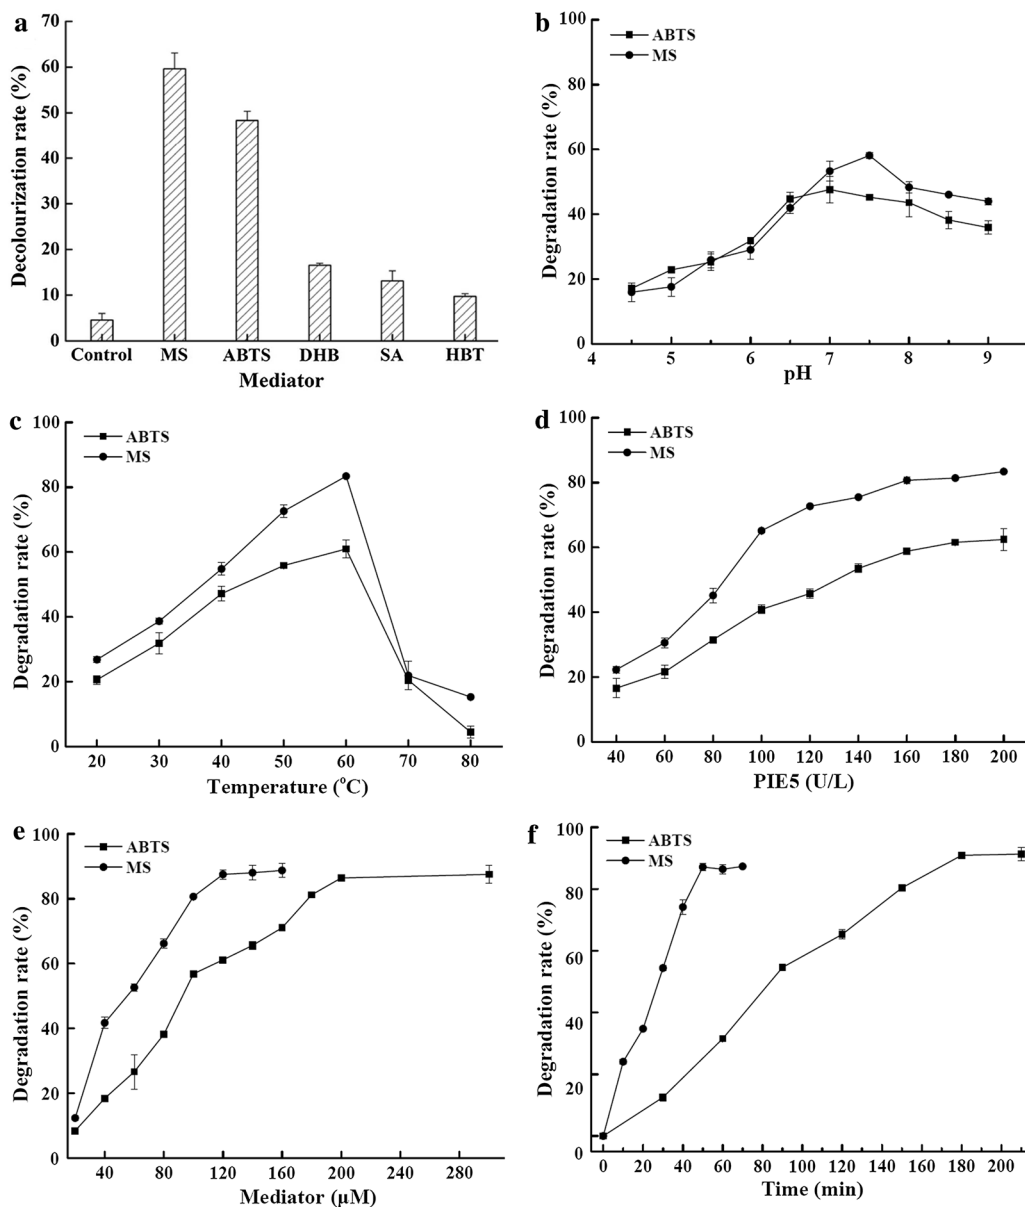 a
70
60
50
40
30
20
10
0
Decolourization rate (%)
Control MS ABTS DHB SA HBT
Mediator
b
100
80
60
40
20
0
Degradation rate (%)
ABTS
MS
4 5 6 7 8 9
pH
c
100
80
60
40
20
0
Degradation rate (%)
ABTS
MS
20 30 40 50 60 70 80
Temperature (°C)
d
100
80
60
40
20
0
Degradation rate (%)
ABTS
MS
40 60 80 100 120 140 160 180 200
PIE5 (U/L)
e
100
80
60
40
20
0
Degradation rate (%)
ABTS
MS
40 80 120 160 200 240 280
Mediator (µM)
f
100
80
60
40
20
0
Degradation rate (%)
ABTS
MS
0 20 40 60 80 100 120 140 160 180 200
Time (min)